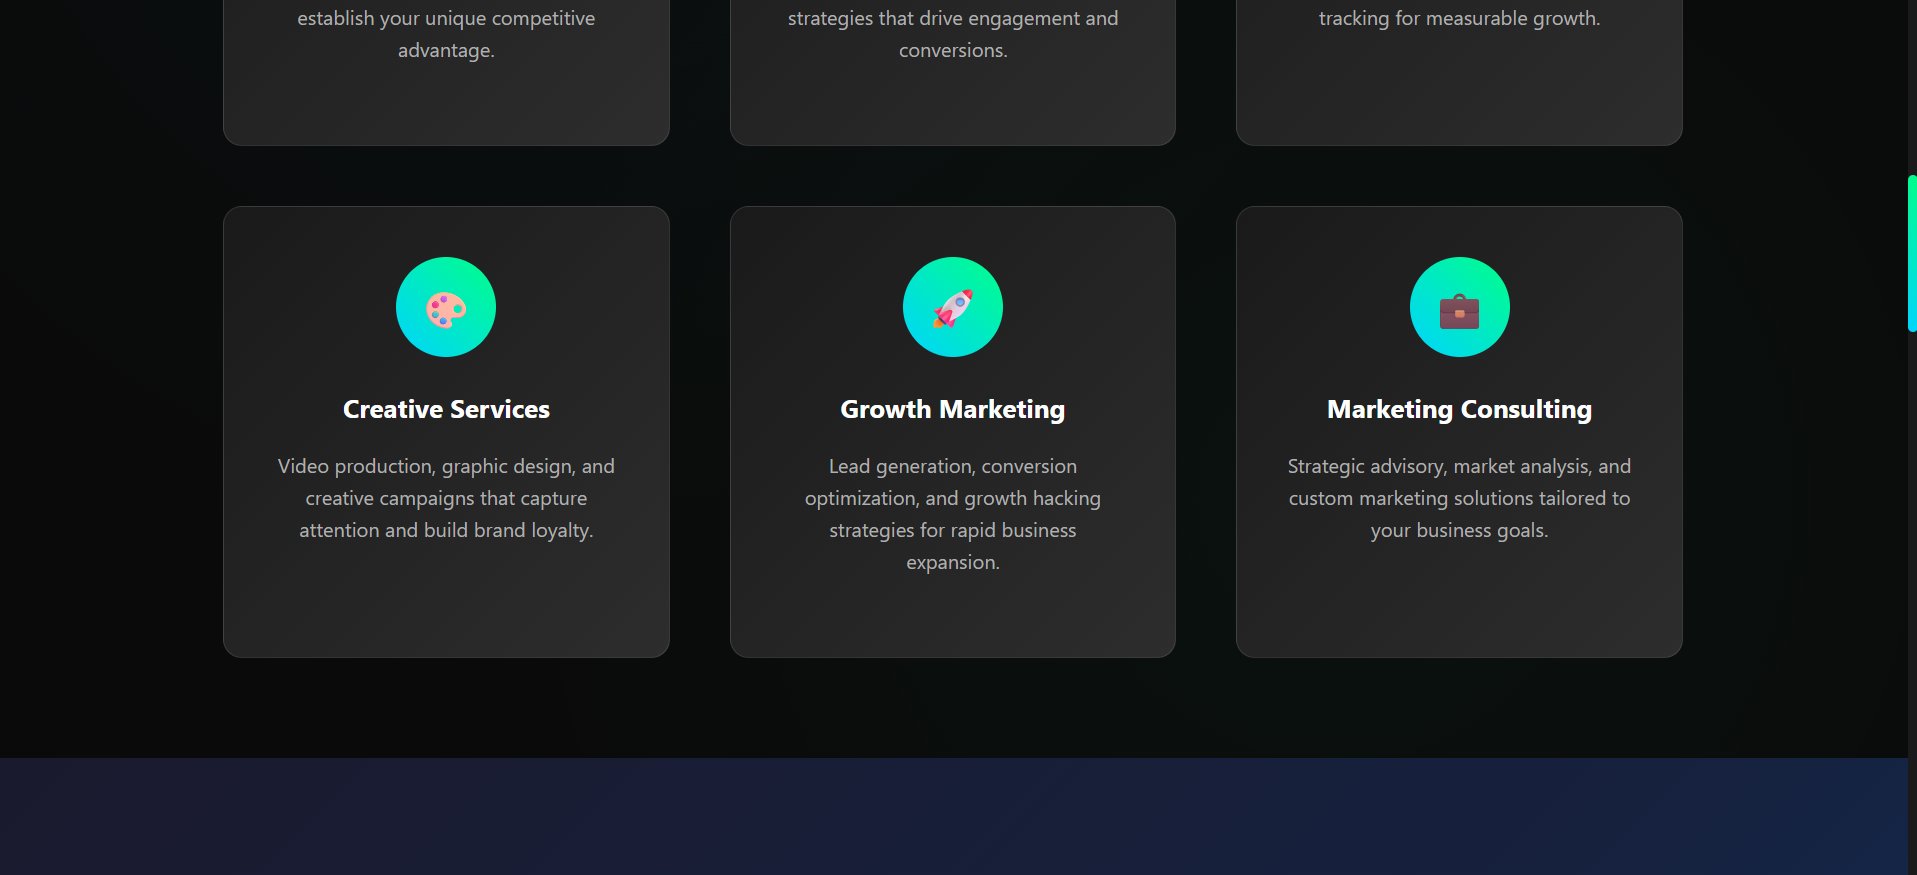 establish your unique competitive
advantage.
strategies that drive engagement and
conversions.
tracking for measurable growth.
Creative Services
Video production, graphic design, and
creative campaigns that capture
attention and build brand loyalty.
Growth Marketing
Lead generation, conversion
optimization, and growth hacking
strategies for rapid business
expansion.
Marketing Consulting
Strategic advisory, market analysis, and
custom marketing solutions tailored to
your business goals.